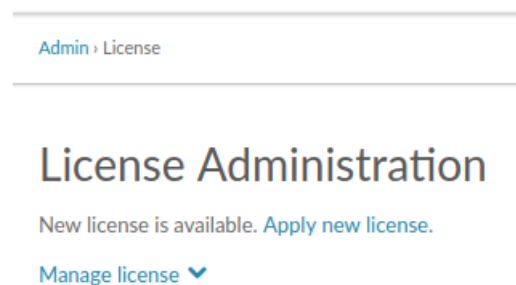 Admin › License
License Administration
New license is available. Apply new license.
Manage license